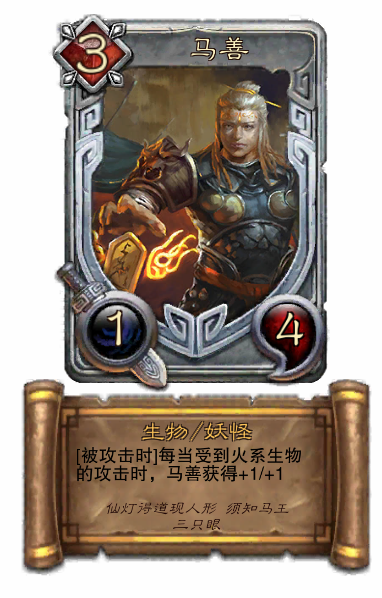 3
马善
1
4
生物/妖怪
[被攻击时]每当受到火系生物
的攻击时，马善获得+1/+1
仙灯得道现人形 须知马王
三只眼